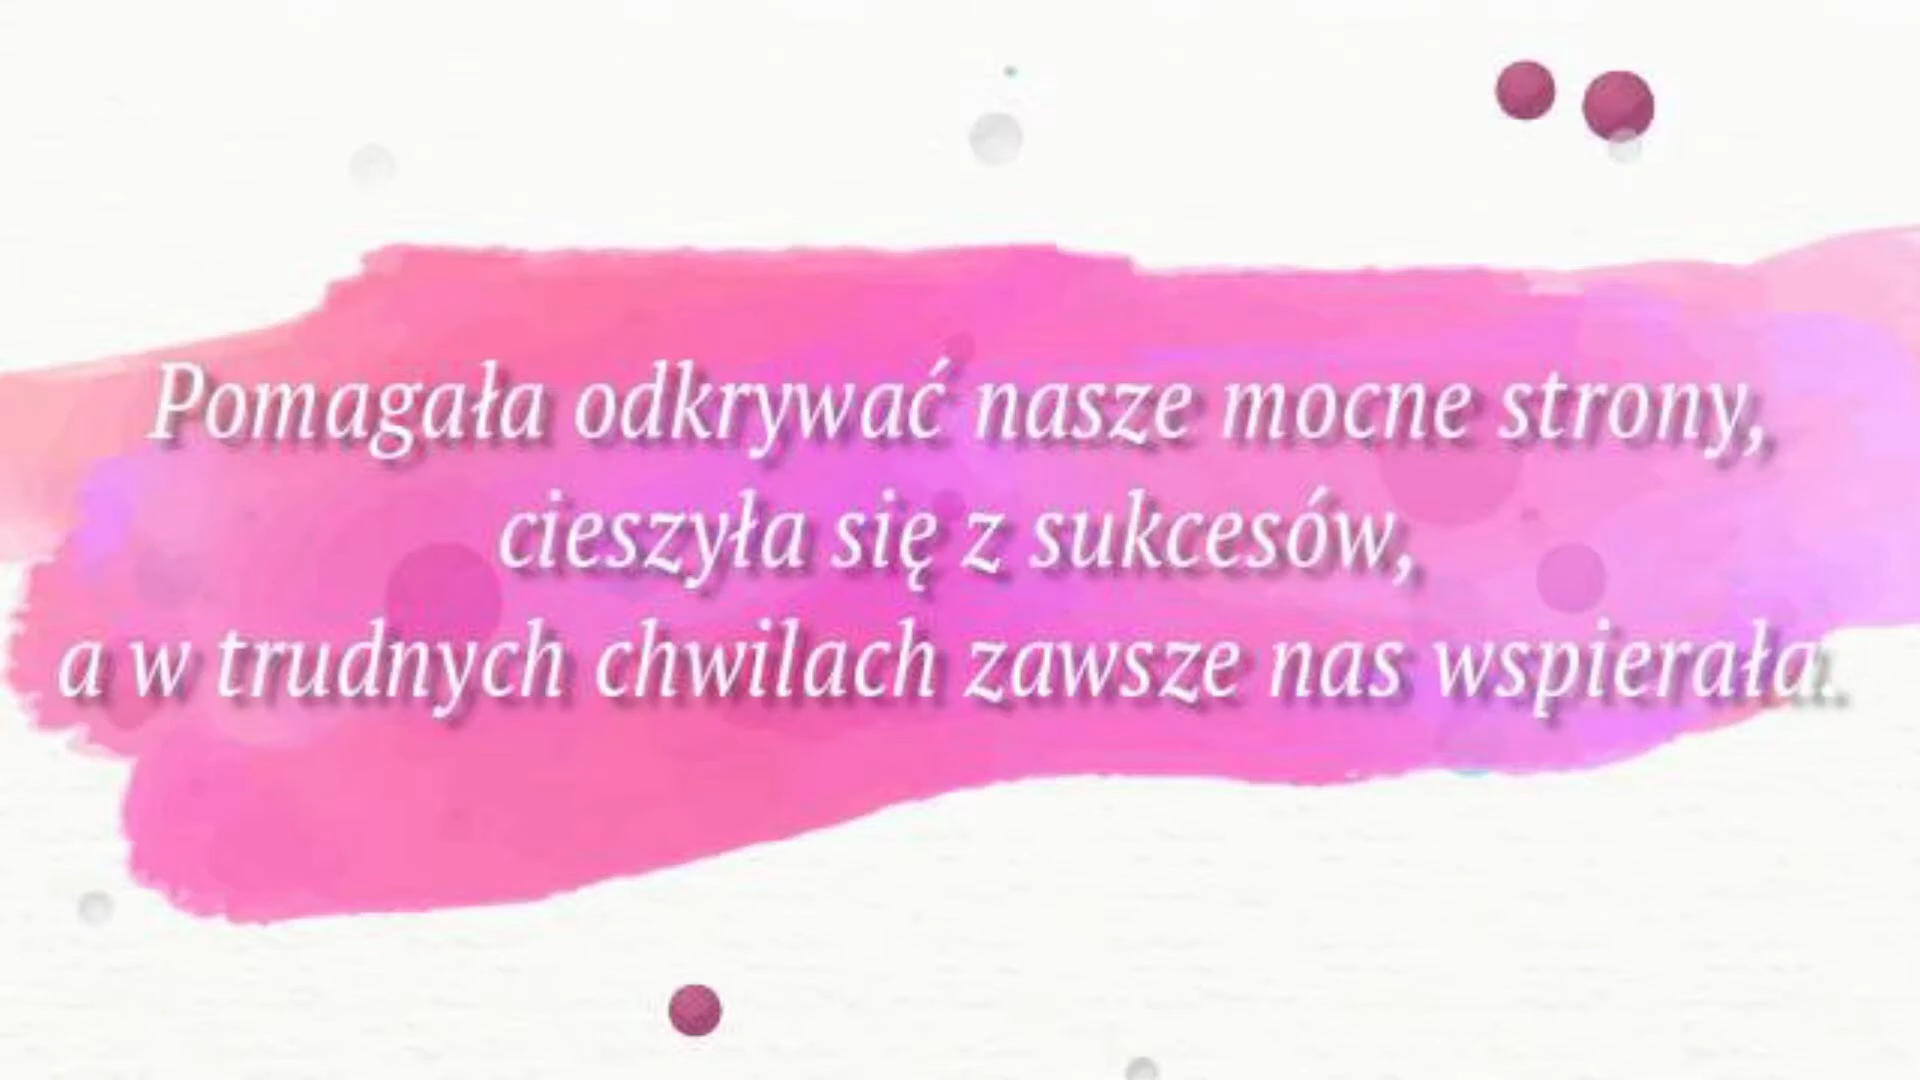 Pomagała odkrywać nasze mocne strony,
cieszyła się z sukcesów,
a w trudnych chwilach zawsze nas wspierała.